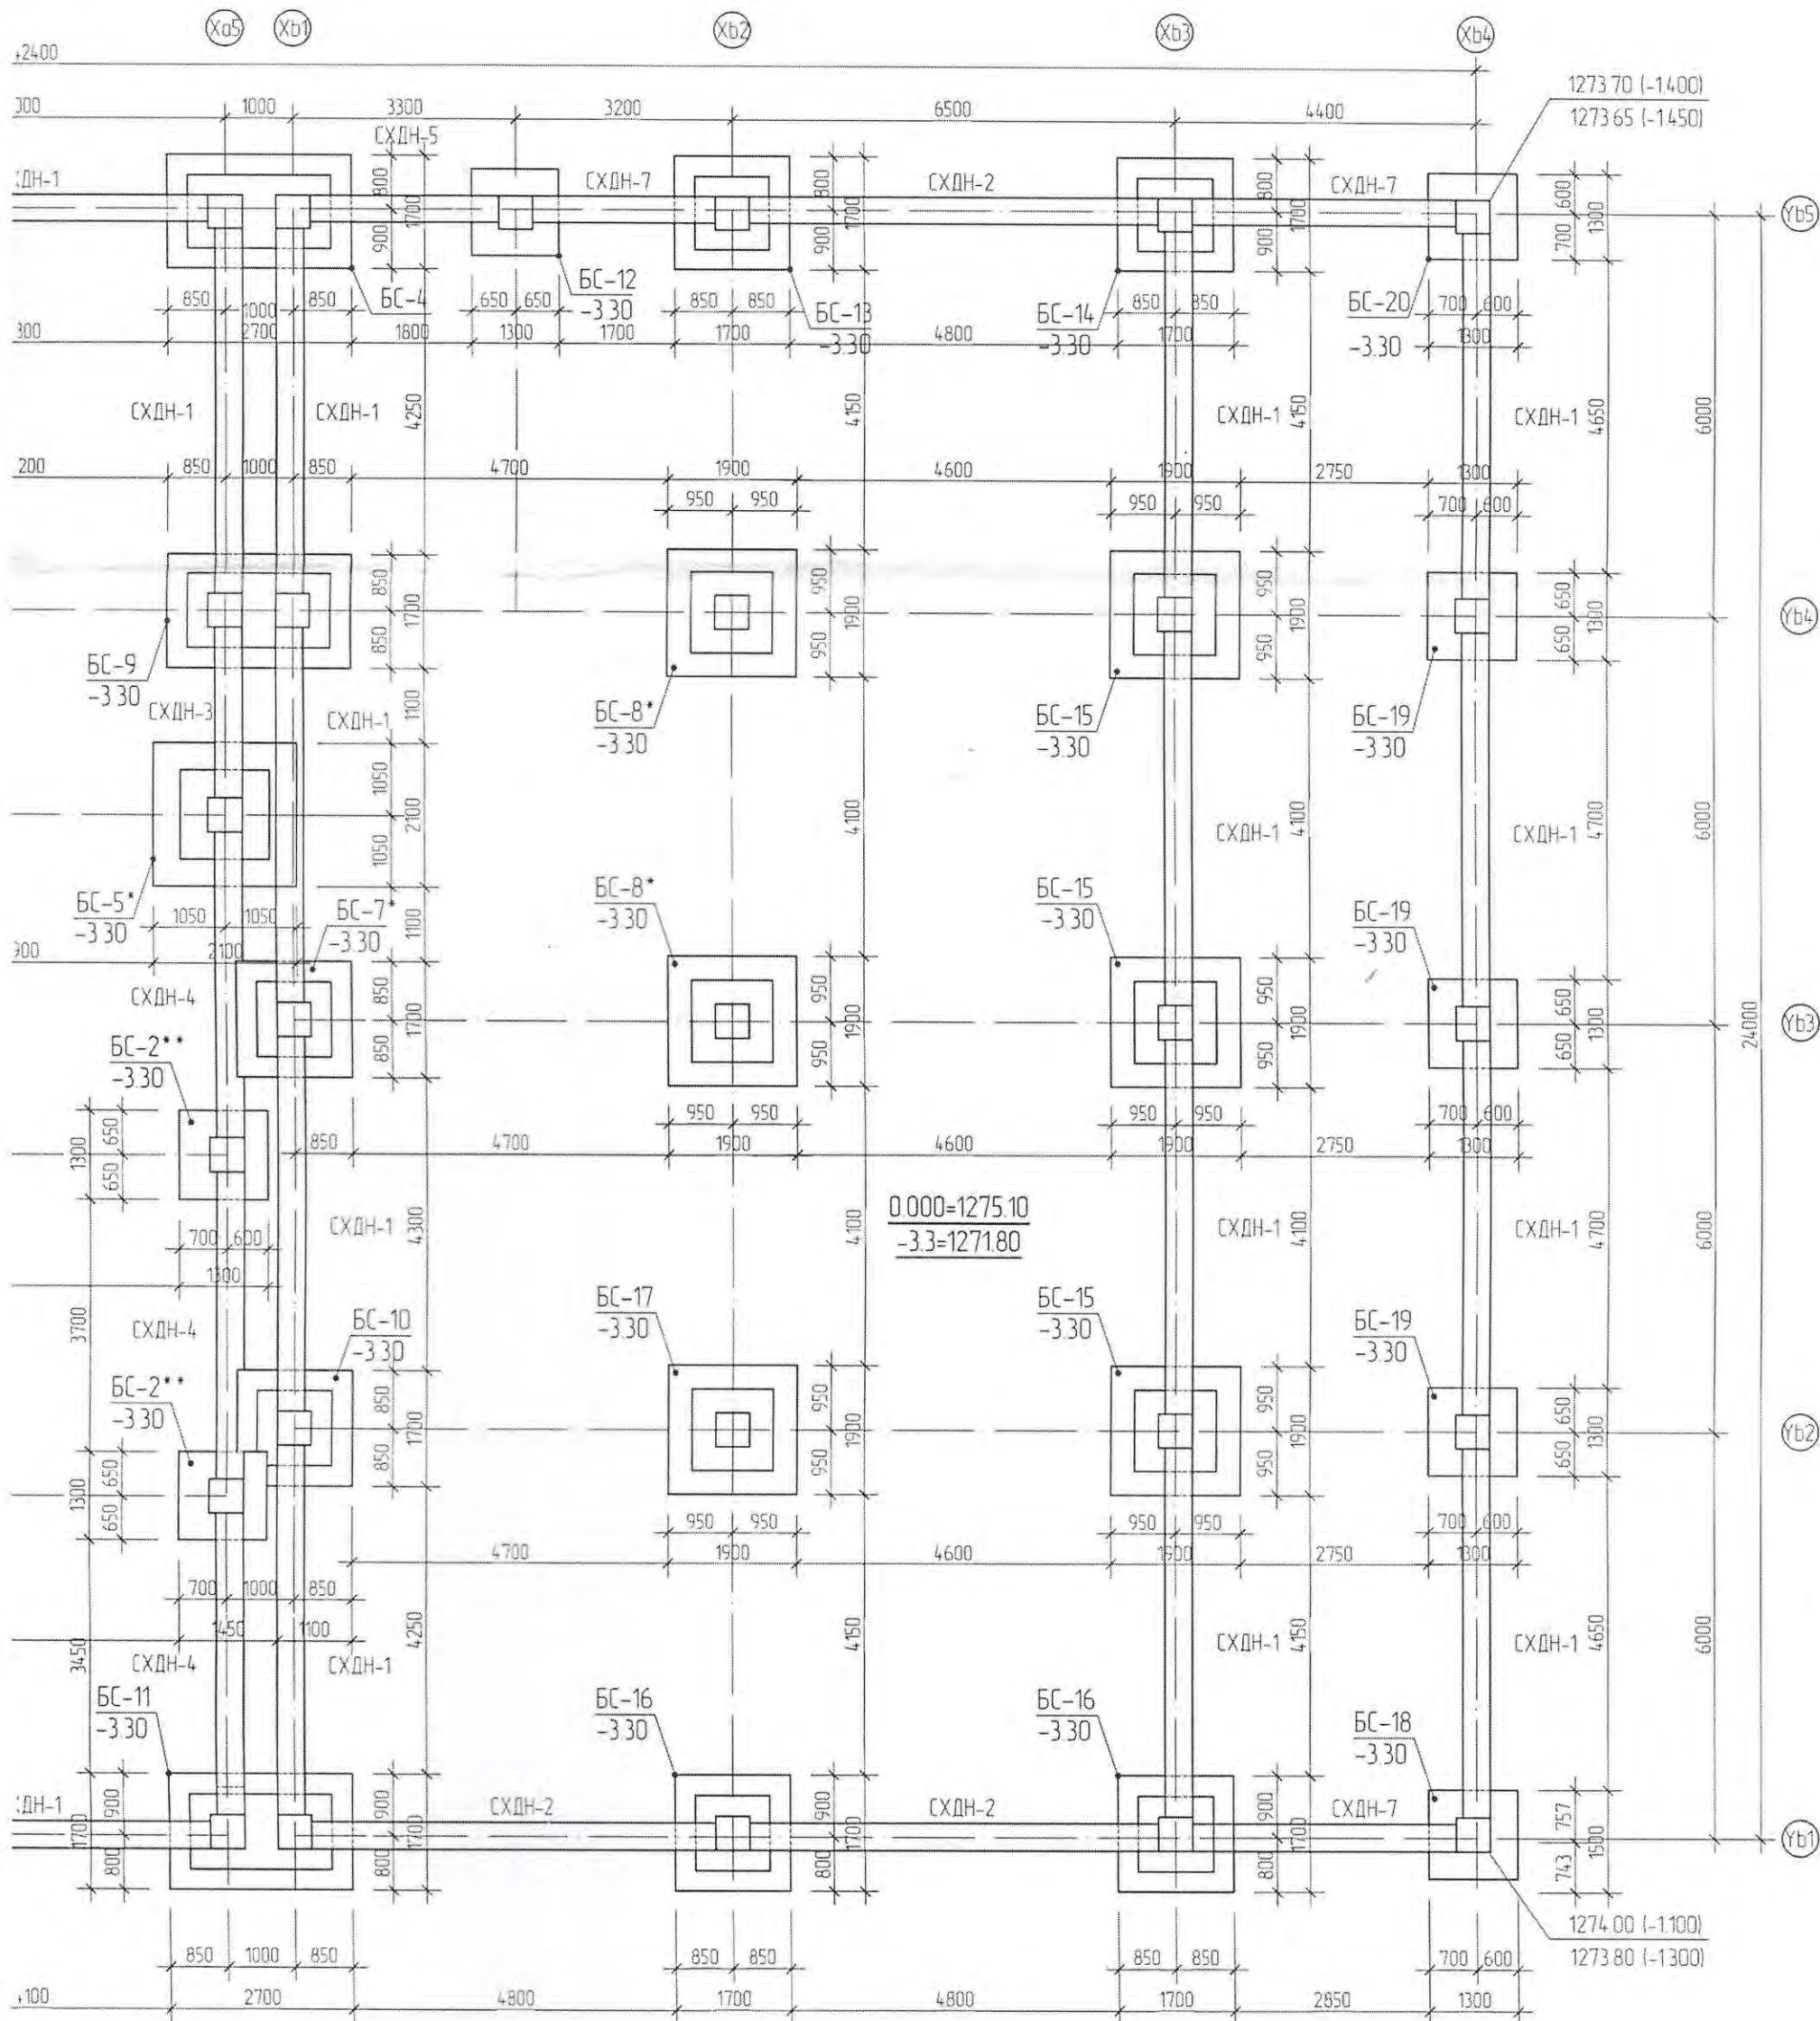 Xa5 Xb1 Xb2 Xb3 Xb4
1000 3300 3200 6500 4400
1273.70 (-1.400)
1273.65 (-1.450)
СХДН-5
СХДН-7 СХДН-2 СХДН-7
800 1700 900
800 1700 900
800 1700 900
600 1300 700
Yb5
БС-4
БС-12
-3.30
БС-13
-3.30
БС-14
-3.30
БС-20
-3.30
850 1000 850 650 650 850 850 850 850 700 600
2700 1800 1300 1700 1700 4800 1700 1300
СХДН-1 СХДН-1 4250 4150 СХДН-1 4150 СХДН-1 4650 6000
850 1000 850 4700 1900 4600 1900 2750 1300
950 950 950 950 700 600
850 1700 850
950 1900 950
950 1900 950
650 1300 650
Yb4
БС-9
-3.30
БС-8*
-3.30
БС-15
-3.30
БС-19
-3.30
СХДН-3 СХДН-1 1100
1050 2100 1050
4100 СХДН-1 4100 СХДН-1 4700 6000
БС-5*
-3.30
БС-7*
-3.30
БС-8*
-3.30
БС-15
-3.30
БС-19
-3.30
1050 1050 1100
2100
СХДН-4
850 1700 850
950 1900 950
950 1900 950
650 1300 650
24000
Yb3
БС-2**
-3.30
650 1300 650
950 950 950 950 700 600
850 4700 1900 4600 1900 2750 1300
0.000=1275.10
-3.3=1271.80
700 600
1300
СХДН-1 4300 4100 СХДН-1 4100 СХДН-1 4700 6000
3700
СХДН-4
БС-10
-3.30
БС-17
-3.30
БС-15
-3.30
БС-19
-3.30
БС-2**
-3.30
850 1700 850
950 1900 950
950 1900 950
650 1300 650
Yb2
650 1300 650
950 950 950 950 700 600
4700 1900 4600 1900 2750 1300
700 1000 850
1450 1100
3450 4250 4150 СХДН-1 4150 СХДН-1 4650 6000
СХДН-4 СХДН-1
БС-11
-3.30
БС-16
-3.30
БС-16
-3.30
БС-18
-3.30
СХДН-2 СХДН-2 СХДН-7
900 1700 800
900 1700 800
900 1700 800
900 1700 800
757 1500 743
Yb1
1274.00 (-1.100)
1273.80 (-1.300)
850 1000 850 850 850 850 850 700 600
2700 4800 1700 4800 1700 2850 1300